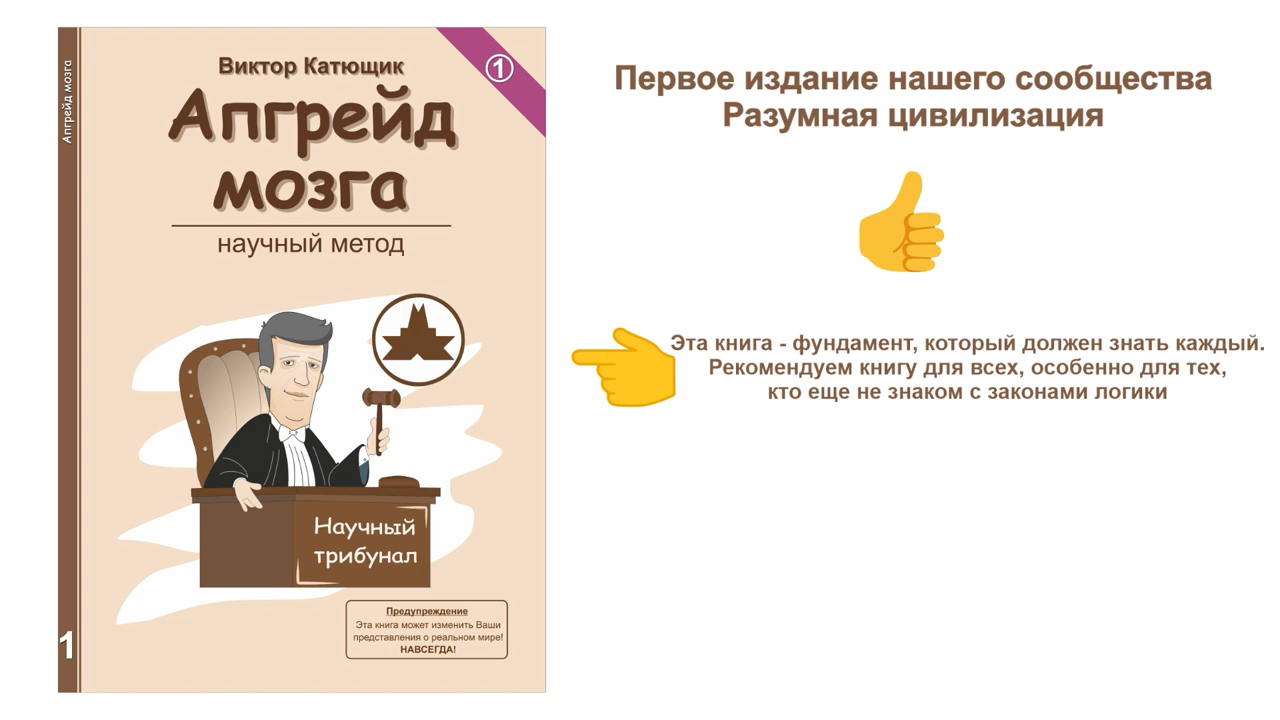 Апгрейд мозга
Виктор Катющик
1
Апгрейд
мозга
научный метод
Научный
трибунал
Предупреждение
Эта книга может изменить Ваши
представления о реальном мире!
НАВСЕГДА!
1
Первое издание нашего сообщества
Разумная цивилизация
Эта книга - фундамент, который должен знать каждый.
Рекомендуем книгу для всех, особенно для тех,
кто еще не знаком с законами логики